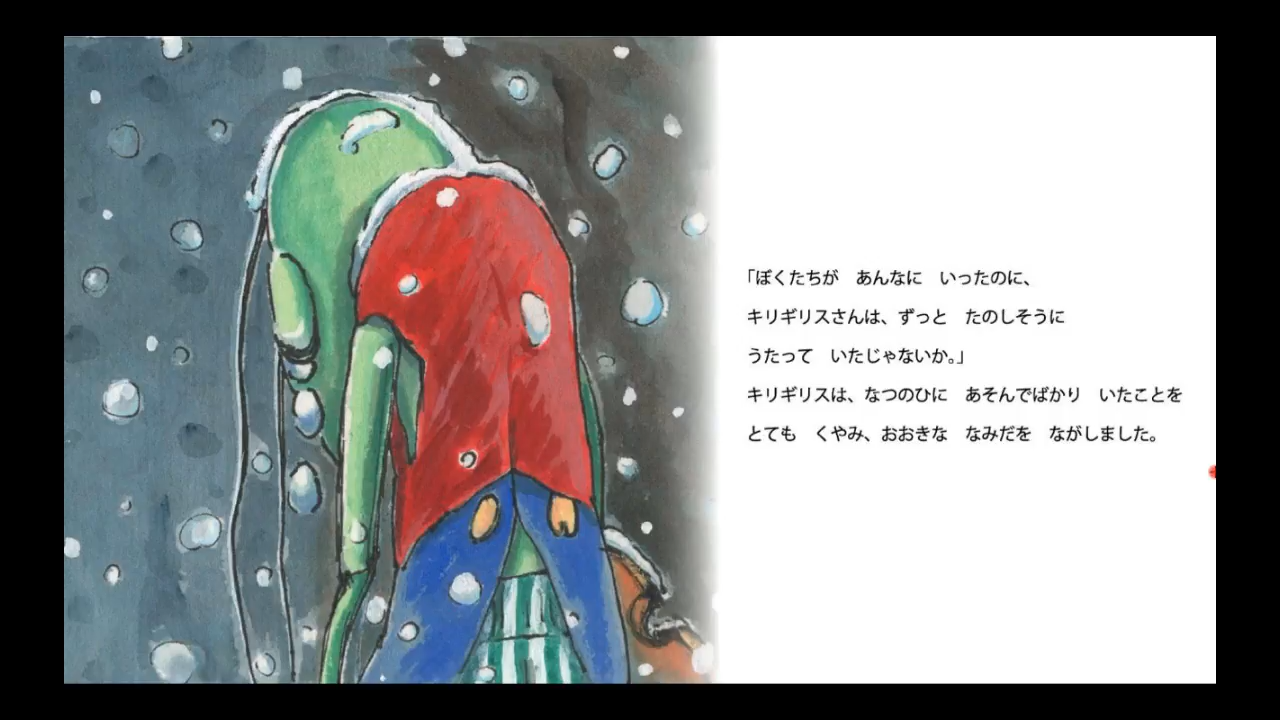 「ぼくたちが　あんなに　いったのに、
キリギリスさんは、ずっと　たのしそうに
うたって　いたじゃないか。」
キリギリスは、なつのひに　あそんでばかり　いたことを
とても　くやみ、おおきな　なみだを　ながしました。